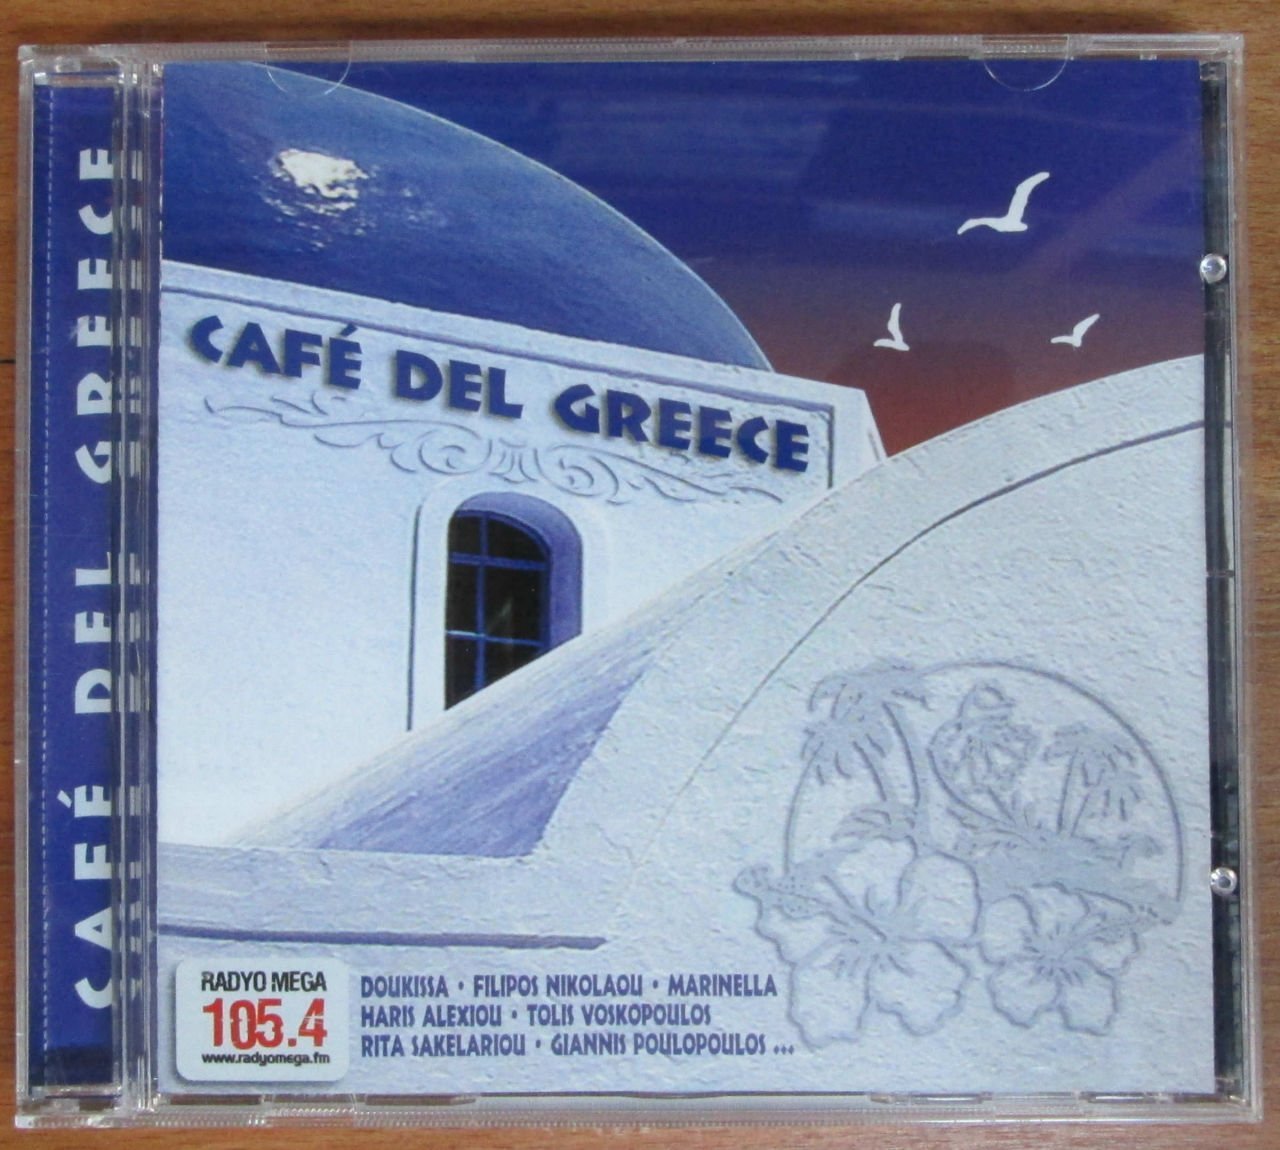 CAFÉ DEL GREECE
CAFÉ DEL GREECE
RADYO MEGA
105.4
www.radyomega.fm
DOUKISSA • FILIPOS NIKOLAOU • MARINELLA
HARIS ALEXIOU • TOLIS VOSKOPOULOS
RITA SAKELARIOU • GIANNIS POULOPOULOS ...